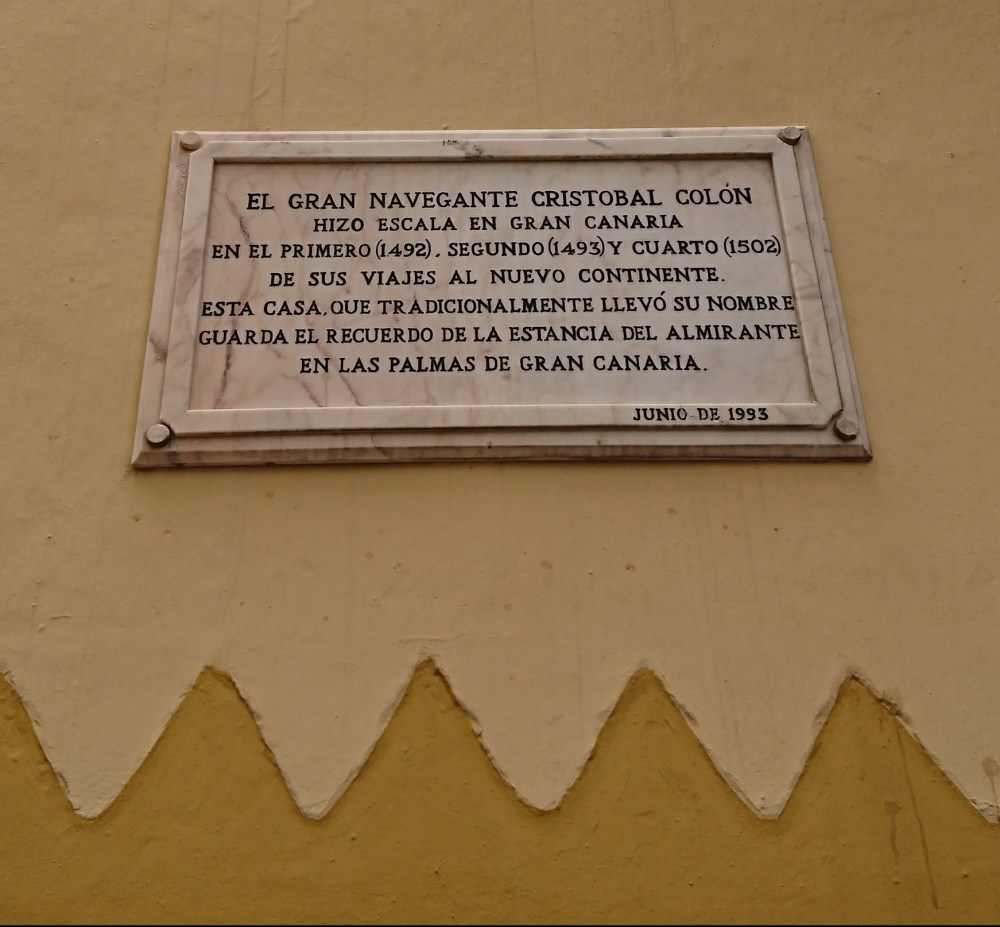 EL GRAN NAVEGANTE CRISTOBAL COLÓN
HIZO ESCALA EN GRAN CANARIA
EN EL PRIMERO (1492), SEGUNDO (1493) Y CUARTO (1502)
DE SUS VIAJES AL NUEVO CONTINENTE.
ESTA CASA, QUE TRADICIONALMENTE LLEVÓ SU NOMBRE
GUARDA EL RECUERDO DE LA ESTANCIA DEL ALMIRANTE
EN LAS PALMAS DE GRAN CANARIA.
JUNIO DE 1993